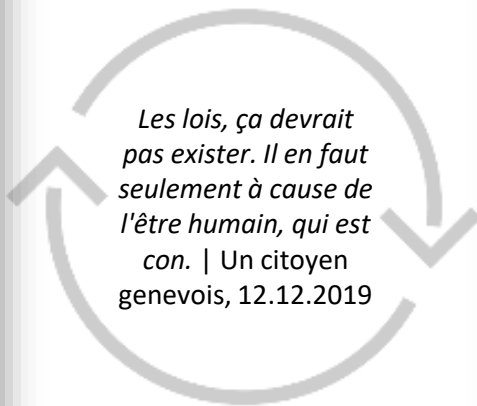 Les lois, ça devrait
pas exister. Il en faut
seulement à cause de
l'être humain, qui est
con. | Un citoyen
genevois, 12.12.2019